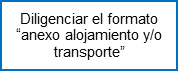 Diligenciar el formato
“anexo alojamiento y/o
transporte”